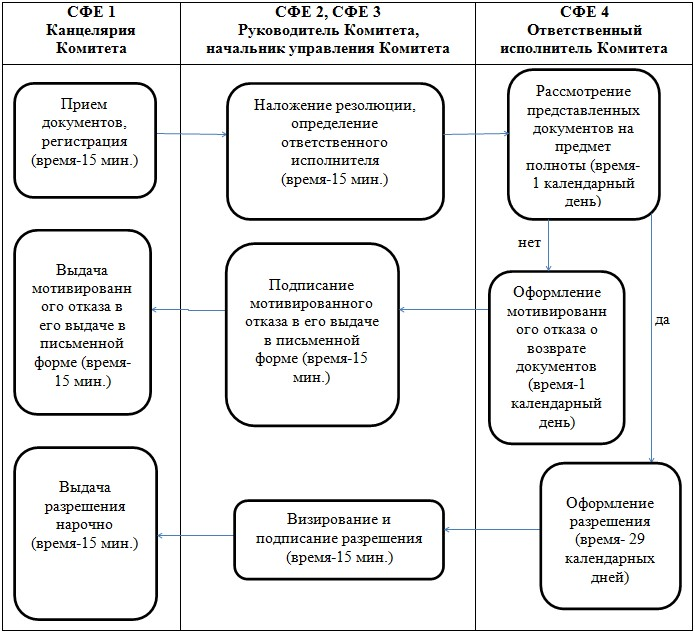 СФЕ 1
Канцелярия
Комитета
СФЕ 2, СФЕ 3
Руководитель Комитета,
начальник управления Комитета
СФЕ 4
Ответственный
исполнитель Комитета
Прием
документов,
регистрация
(время-15 мин.)
Наложение резолюции,
определение
ответственного
исполнителя
(время-15 мин.)
Рассмотрение
представленных
документов на
предмет
полноты (время-
1 календарный
день)
нет
да
Выдача
мотивированн
ого отказа в
его выдаче в
письменной
форме (время-
15 мин.)
Подписание
мотивированного
отказа в его выдаче
в письменной
форме (время-15
мин.)
Оформление
мотивированн
ого отказа о
возврате
документов
(время-1
календарный
день)
Выдача
разрешения
нарочно
(время-15 мин.)
Визирование и
подписание разрешения
(время-15 мин.)
Оформление
разрешения
(время- 29
календарных
дней)